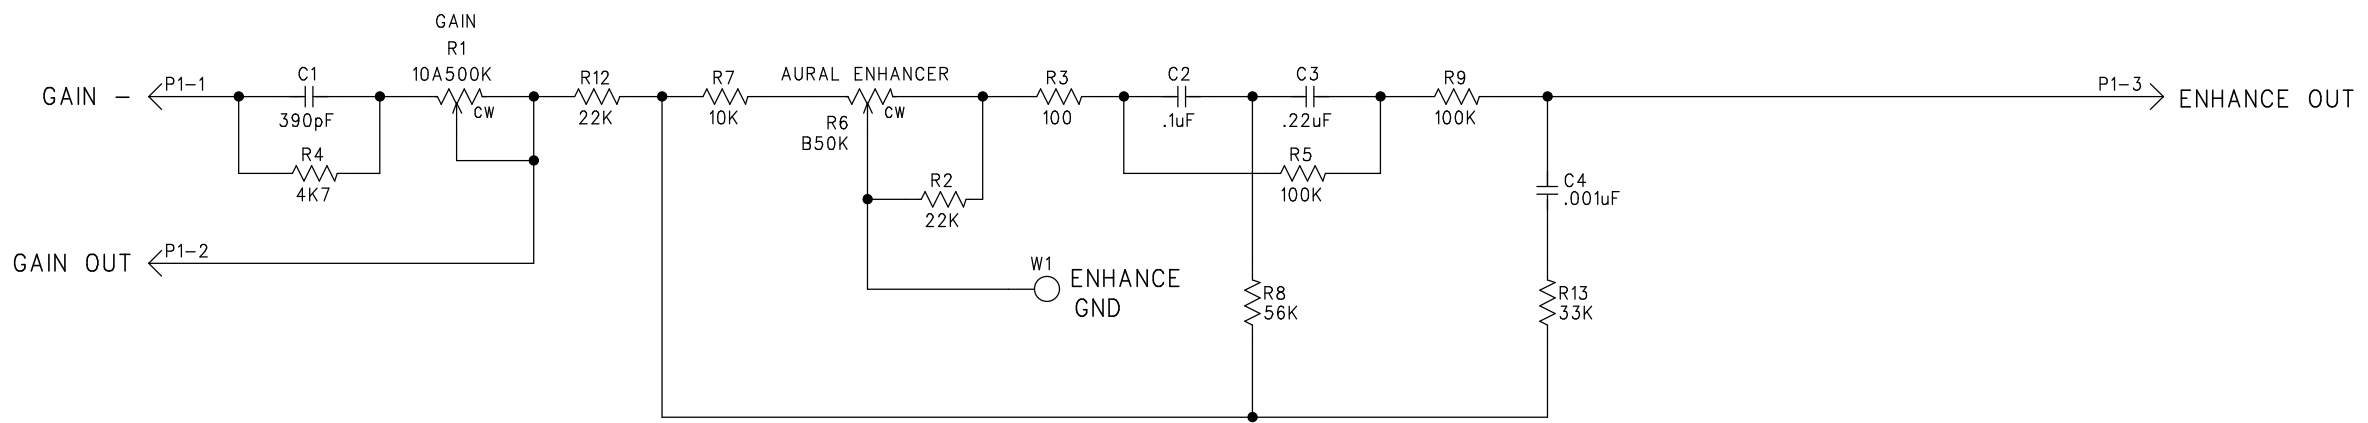 GAIN
R1
10A500K
CW
GAIN -
P1-1
C1
390pF
R4
4K7
GAIN OUT
P1-2
R12
22K
R7
10K
AURAL ENHANCER
CW
R6
B50K
R2
22K
W1
ENHANCE
GND
R3
100
C2
.1uF
C3
.22uF
R5
100K
R8
56K
R9
100K
C4
.001uF
R13
33K
P1-3
ENHANCE OUT